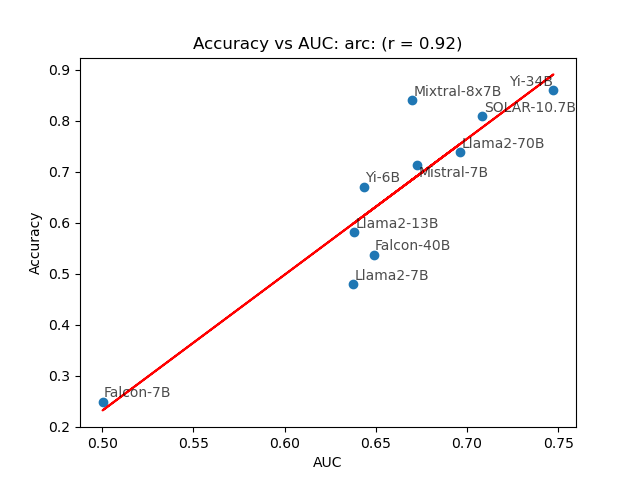 Accuracy vs AUC: arc: (r = 0.92)
0.9
0.8
0.7
0.6
0.5
0.4
0.3
0.2
Accuracy
Yi-34B
Mixtral-8x7B
SOLAR-10.7B
Llama2-70B
Mistral-7B
Yi-6B
Llama2-13B
Falcon-40B
Llama2-7B
Falcon-7B
0.50 0.55 0.60 0.65 0.70 0.75
AUC